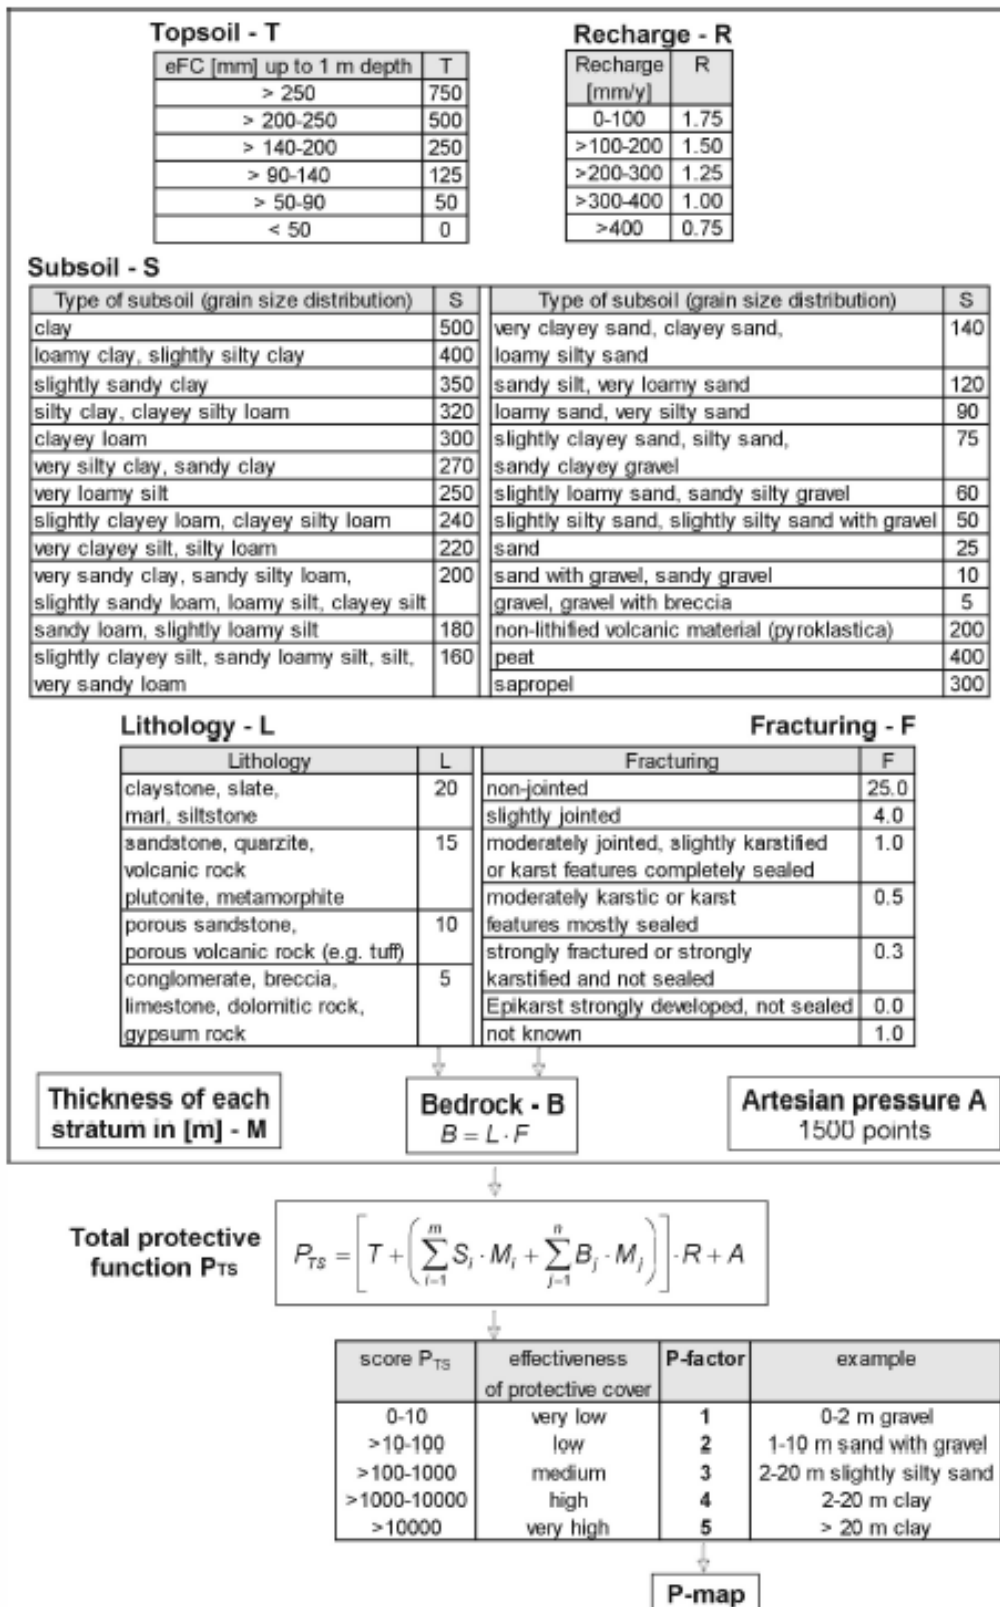 Topsoil - T
eFC [mm] up to 1 m depth T
> 250 750
> 200-250 500
> 140-200 250
> 90-140 125
> 50-90 50
< 50 0
Recharge - R
Recharge R
[mm/y]
0-100 1.75
>100-200 1.50
>200-300 1.25
>300-400 1.00
>400 0.75
Subsoil - S
Type of subsoil (grain size distribution) S
clay 500
loamy clay, slightly silty clay 400
slightly sandy clay 350
silty clay, clayey silty loam 320
clayey loam 300
very silty clay, sandy clay 270
very loamy silt 250
slightly clayey loam, clayey silty loam 240
very clayey silt, silty loam 220
very sandy clay, sandy silty loam, 200
slightly sandy loam, loamy silt, clayey silt
sandy loam, slightly loamy silt 180
slightly clayey silt, sandy loamy silt, silt, 160
very sandy loam
Type of subsoil (grain size distribution) S
very clayey sand, clayey sand, 140
loamy silty sand
sandy silt, very loamy sand 120
loamy sand, very silty sand 90
slightly clayey sand, silty sand, 75
sandy clayey gravel
slightly loamy sand, sandy silty gravel 60
slightly silty sand, slightly silty sand with gravel 50
sand 25
sand with gravel, sandy gravel 10
gravel, gravel with breccia 5
non-lithified volcanic material (pyroklastica) 200
peat 400
sapropel 300
Lithology - L
Lithology L
claystone, slate, 20
marl, siltstone
sandstone, quarzite, 15
volcanic rock
plutonite, metamorphite
porous sandstone, 10
porous volcanic rock (e.g. tuff)
conglomerate, breccia, 5
limestone, dolomitic rock,
gypsum rock
Fracturing - F
Fracturing F
non-jointed 25.0
slightly jointed 4.0
moderately jointed, slightly karstified 1.0
or karst features completely sealed
moderately karstic or karst 0.5
features mostly sealed
strongly fractured or strongly 0.3
karstified and not sealed
Epikarst strongly developed, not sealed 0.0
not known 1.0
Thickness of each
stratum in [m] - M
Bedrock - B
B = L · F
Artesian pressure A
1500 points
Total protective
function PTS
P_TS = [T + (∑_{i-1}^{m} S_i · M_i + ∑_{j-1}^{n} B_j · M_j)] · R + A
score PTS effectiveness P-factor example
of protective cover
0-10 very low 1 0-2 m gravel
>10-100 low 2 1-10 m sand with gravel
>100-1000 medium 3 2-20 m slightly silty sand
>1000-10000 high 4 2-20 m clay
>10000 very high 5 > 20 m clay
P-map